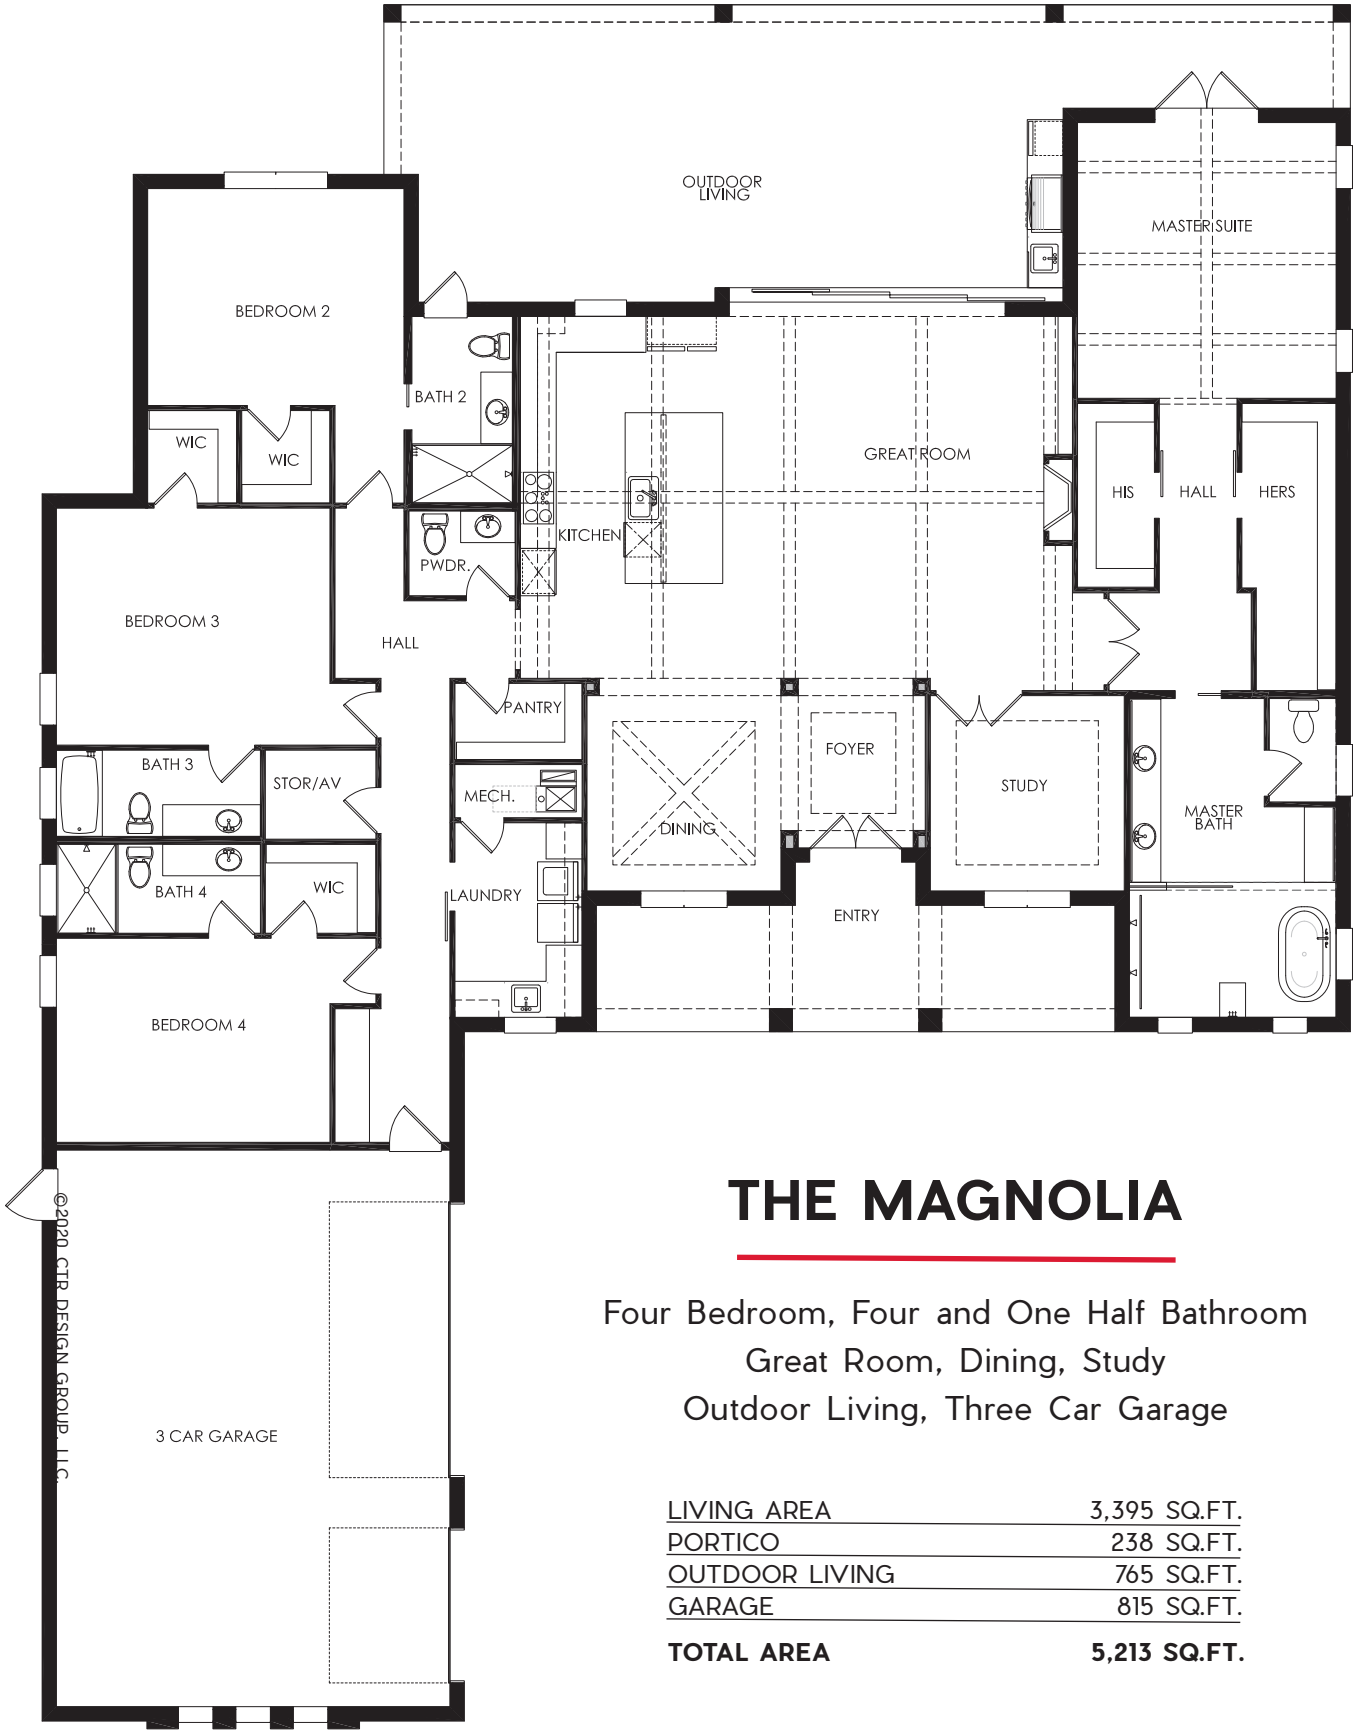 OUTDOOR
LIVING
MASTER SUITE
BEDROOM 2
BATH 2
WIC
WIC
GREAT ROOM
HIS
HALL
HERS
KITCHEN
PWDR.
BEDROOM 3
HALL
PANTRY
FOYER
BATH 3
STOR/AV
MECH.
STUDY
DINING
MASTER
BATH
BATH 4
WIC
LAUNDRY
ENTRY
BEDROOM 4
©2020 CTR DESIGN GROUP, LLC.
3 CAR GARAGE
THE MAGNOLIA
Four Bedroom, Four and One Half Bathroom
Great Room, Dining, Study
Outdoor Living, Three Car Garage
LIVING AREA 3,395 SQ.FT.
PORTICO 238 SQ.FT.
OUTDOOR LIVING 765 SQ.FT.
GARAGE 815 SQ.FT.
TOTAL AREA 5,213 SQ.FT.